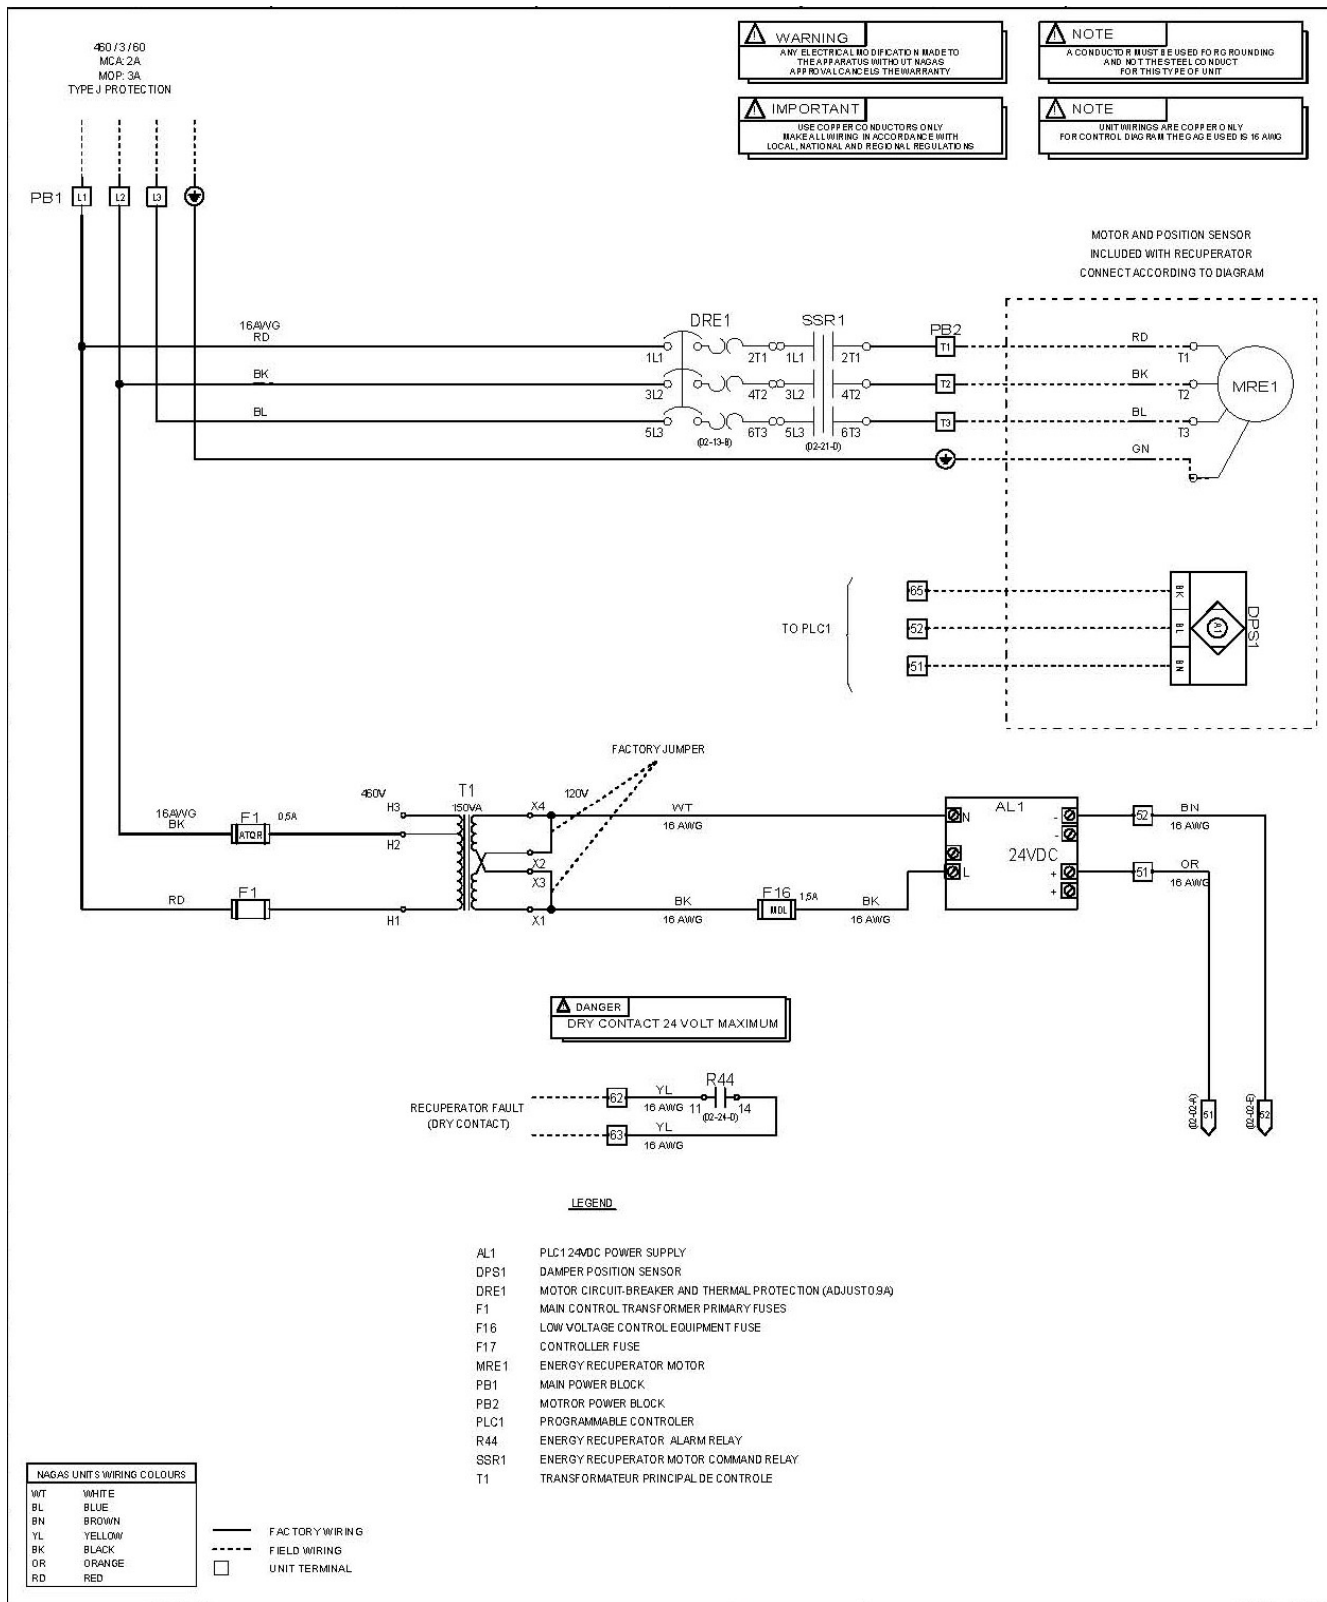 460/3/60
MCA: 2A
MOP: 3A
TYPE J PROTECTION
WARNING
ANY ELECTRICAL MODIFICATION MADE TO
THE APPARATUS WITHOUT NAGAS
APPROVAL CANCELS THE WARRANTY
NOTE
A CONDUCTOR MUST BE USED FOR GROUNDING
AND NOT THE STEEL CONDUCT
FOR THIS TYPE OF UNIT
IMPORTANT
USE COPPER CONDUCTORS ONLY
MAKE ALL WIRING IN ACCORDANCE WITH
LOCAL, NATIONAL AND REGIONAL REGULATIONS
NOTE
UNIT WIRINGS ARE COPPER ONLY
FOR CONTROL DIAGRAM THE GAGE USED IS 16 AWG
PB1 L1 L2 L3
MOTOR AND POSITION SENSOR
INCLUDED WITH RECUPERATOR
CONNECT ACCORDING TO DIAGRAM
16AWG
RD
DRE1 SSR1 PB2
1L1 2T1 1L1 2T1 T1 RD T1
BK
3L2 4T2 3L2 4T2 T2 BK T2
MRE1
BL
5L3 6T3 5L3 6T3 T3 BL T3
(02-13-B) (02-21-D)
GN
TO PLC1
65 BK
52 BL
51 BN
A1
DPS1
FACTORY JUMPER
460V T1 120V
150VA
16AWG
BK
F1 0,5A
ATQR
H3
H2
X4
X2
X3
WT
16 AWG
AL1
24VDC
N
L
-
-
+
+
52 BN
16 AWG
51 OR
16 AWG
RD F1 H1 X1
BK
16 AWG
F16 1,5A
MDL
BK
16 AWG
DANGER
DRY CONTACT 24 VOLT MAXIMUM
RECUPERATOR FAULT
(DRY CONTACT)
62 YL
16 AWG
R44
11 14
(02-24-D)
63 YL
16 AWG
(02-02-A) 51
(02-02-E) 52
LEGEND
AL1 PLC1 24VDC POWER SUPPLY
DPS1 DAMPER POSITION SENSOR
DRE1 MOTOR CIRCUIT-BREAKER AND THERMAL PROTECTION (ADJUST 0.9A)
F1 MAIN CONTROL TRANSFORMER PRIMARY FUSES
F16 LOW VOLTAGE CONTROL EQUIPMENT FUSE
F17 CONTROLLER FUSE
MRE1 ENERGY RECUPERATOR MOTOR
PB1 MAIN POWER BLOCK
PB2 MOTROR POWER BLOCK
PLC1 PROGRAMMABLE CONTROLER
R44 ENERGY RECUPERATOR ALARM RELAY
SSR1 ENERGY RECUPERATOR MOTOR COMMAND RELAY
T1 TRANSFORMATEUR PRINCIPAL DE CONTROLE
NAGAS UNITS WIRING COLOURS
WT WHITE
BL BLUE
BN BROWN
YL YELLOW
BK BLACK
OR ORANGE
RD RED
FACTORY WIRING
FIELD WIRING
UNIT TERMINAL